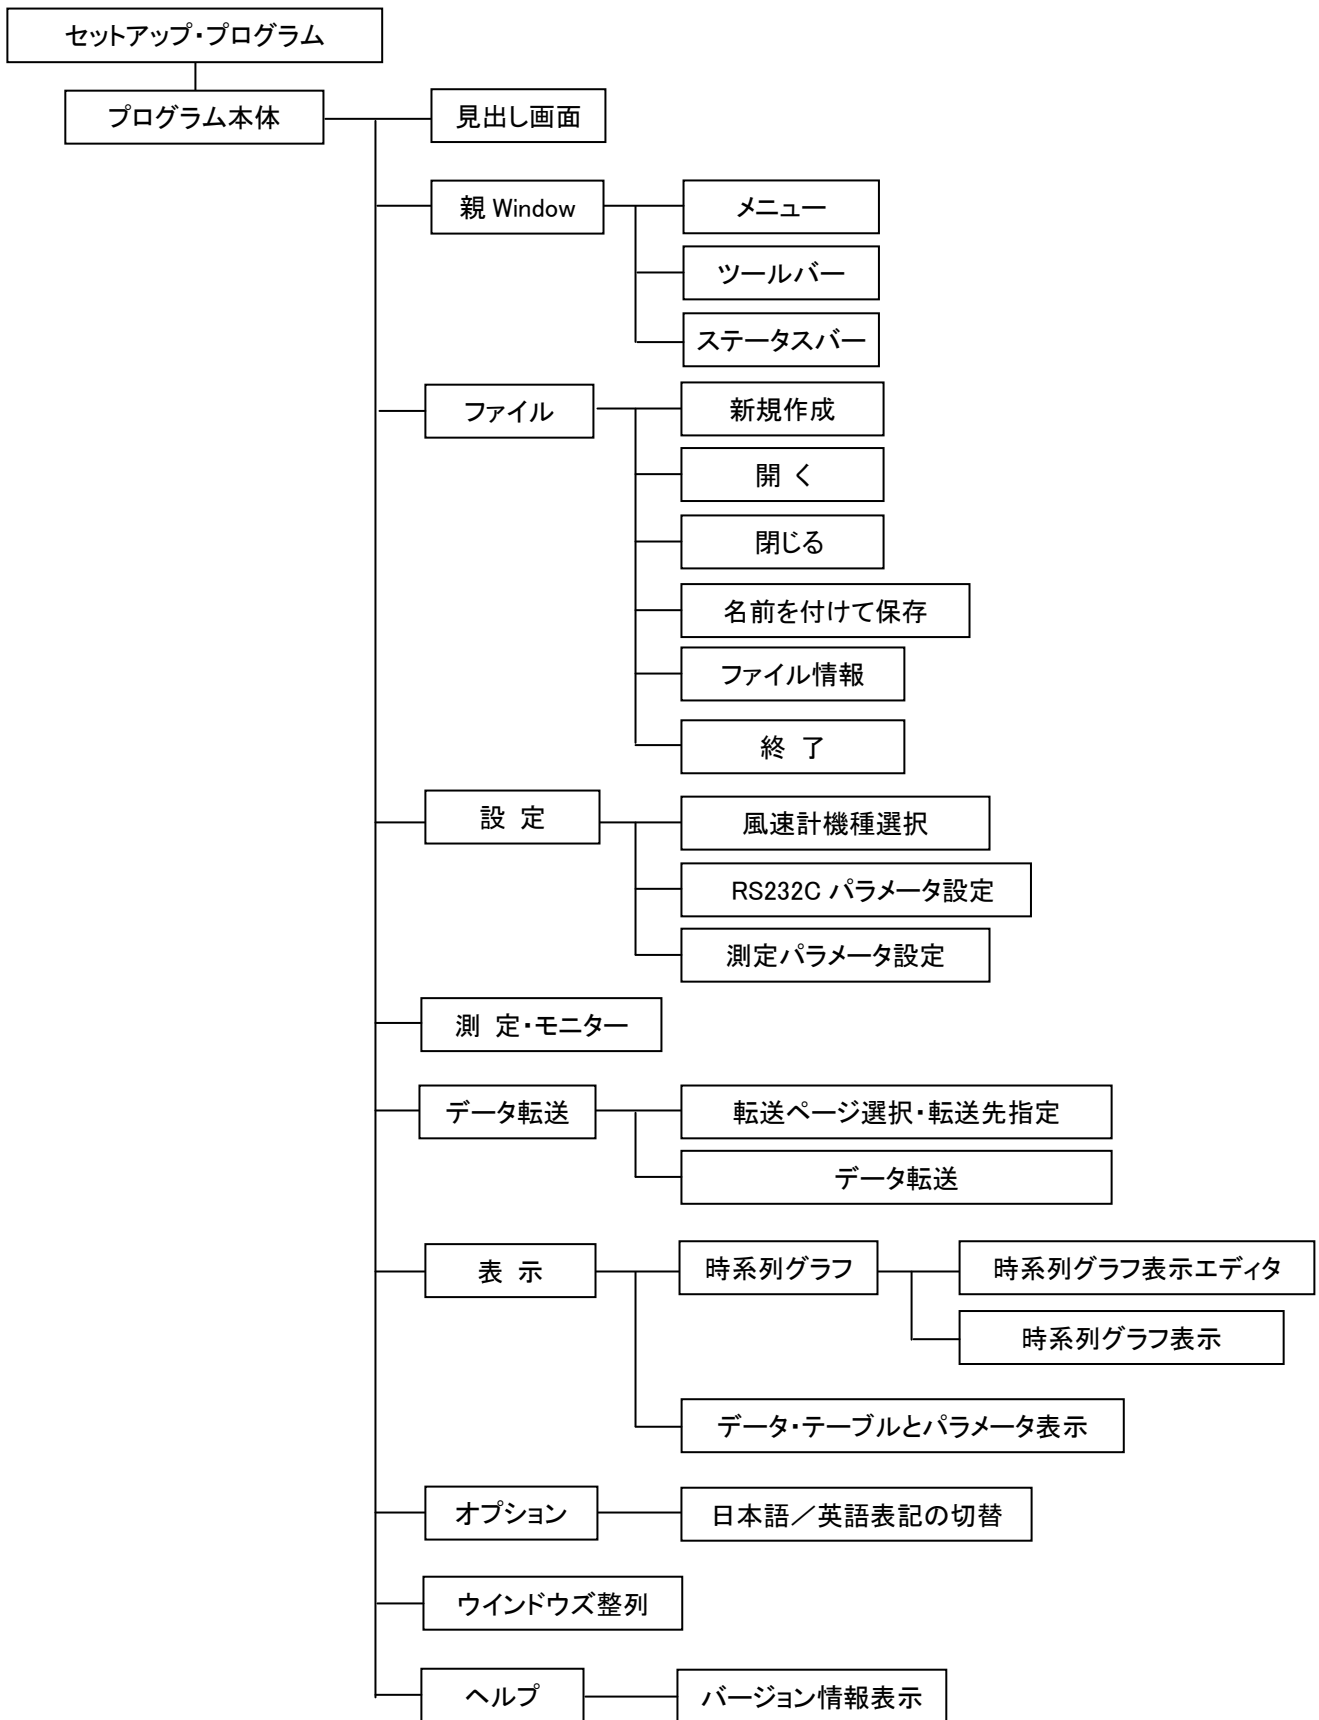 セットアップ・プログラム
プログラム本体
見出し画面
親 Window
メニュー
ツールバー
ステータスバー
ファイル
新規作成
開 く
閉じる
名前を付けて保存
ファイル情報
終 了
設 定
風速計機種選択
RS232C パラメータ設定
測定パラメータ設定
測 定・モニター
データ転送
転送ページ選択・転送先指定
データ転送
表 示
時系列グラフ
時系列グラフ表示エディタ
時系列グラフ表示
データ・テーブルとパラメータ表示
オプション
日本語／英語表記の切替
ウインドウズ整列
ヘルプ
バージョン情報表示